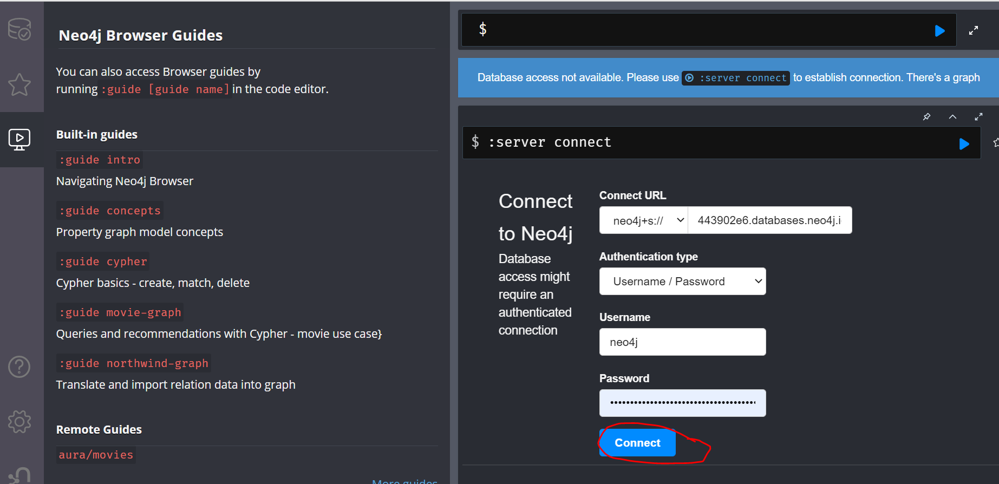 Neo4j Browser Guides
You can also access Browser guides by
running :guide [guide name] in the code editor.
Built-in guides
:guide intro
Navigating Neo4j Browser
:guide concepts
Property graph model concepts
:guide cypher
Cypher basics - create, match, delete
:guide movie-graph
Queries and recommendations with Cypher - movie use case}
:guide northwind-graph
Translate and import relation data into graph
Remote Guides
aura/movies
More guides
$
Database access not available. Please use :server connect to establish connection. There's a graph
$ :server connect
Connect
to Neo4j
Database
access might
require an
authenticated
connection
Connect URL
neo4j+s:// 443902e6.databases.neo4j.i
Authentication type
Username / Password
Username
neo4j
Password
Connect